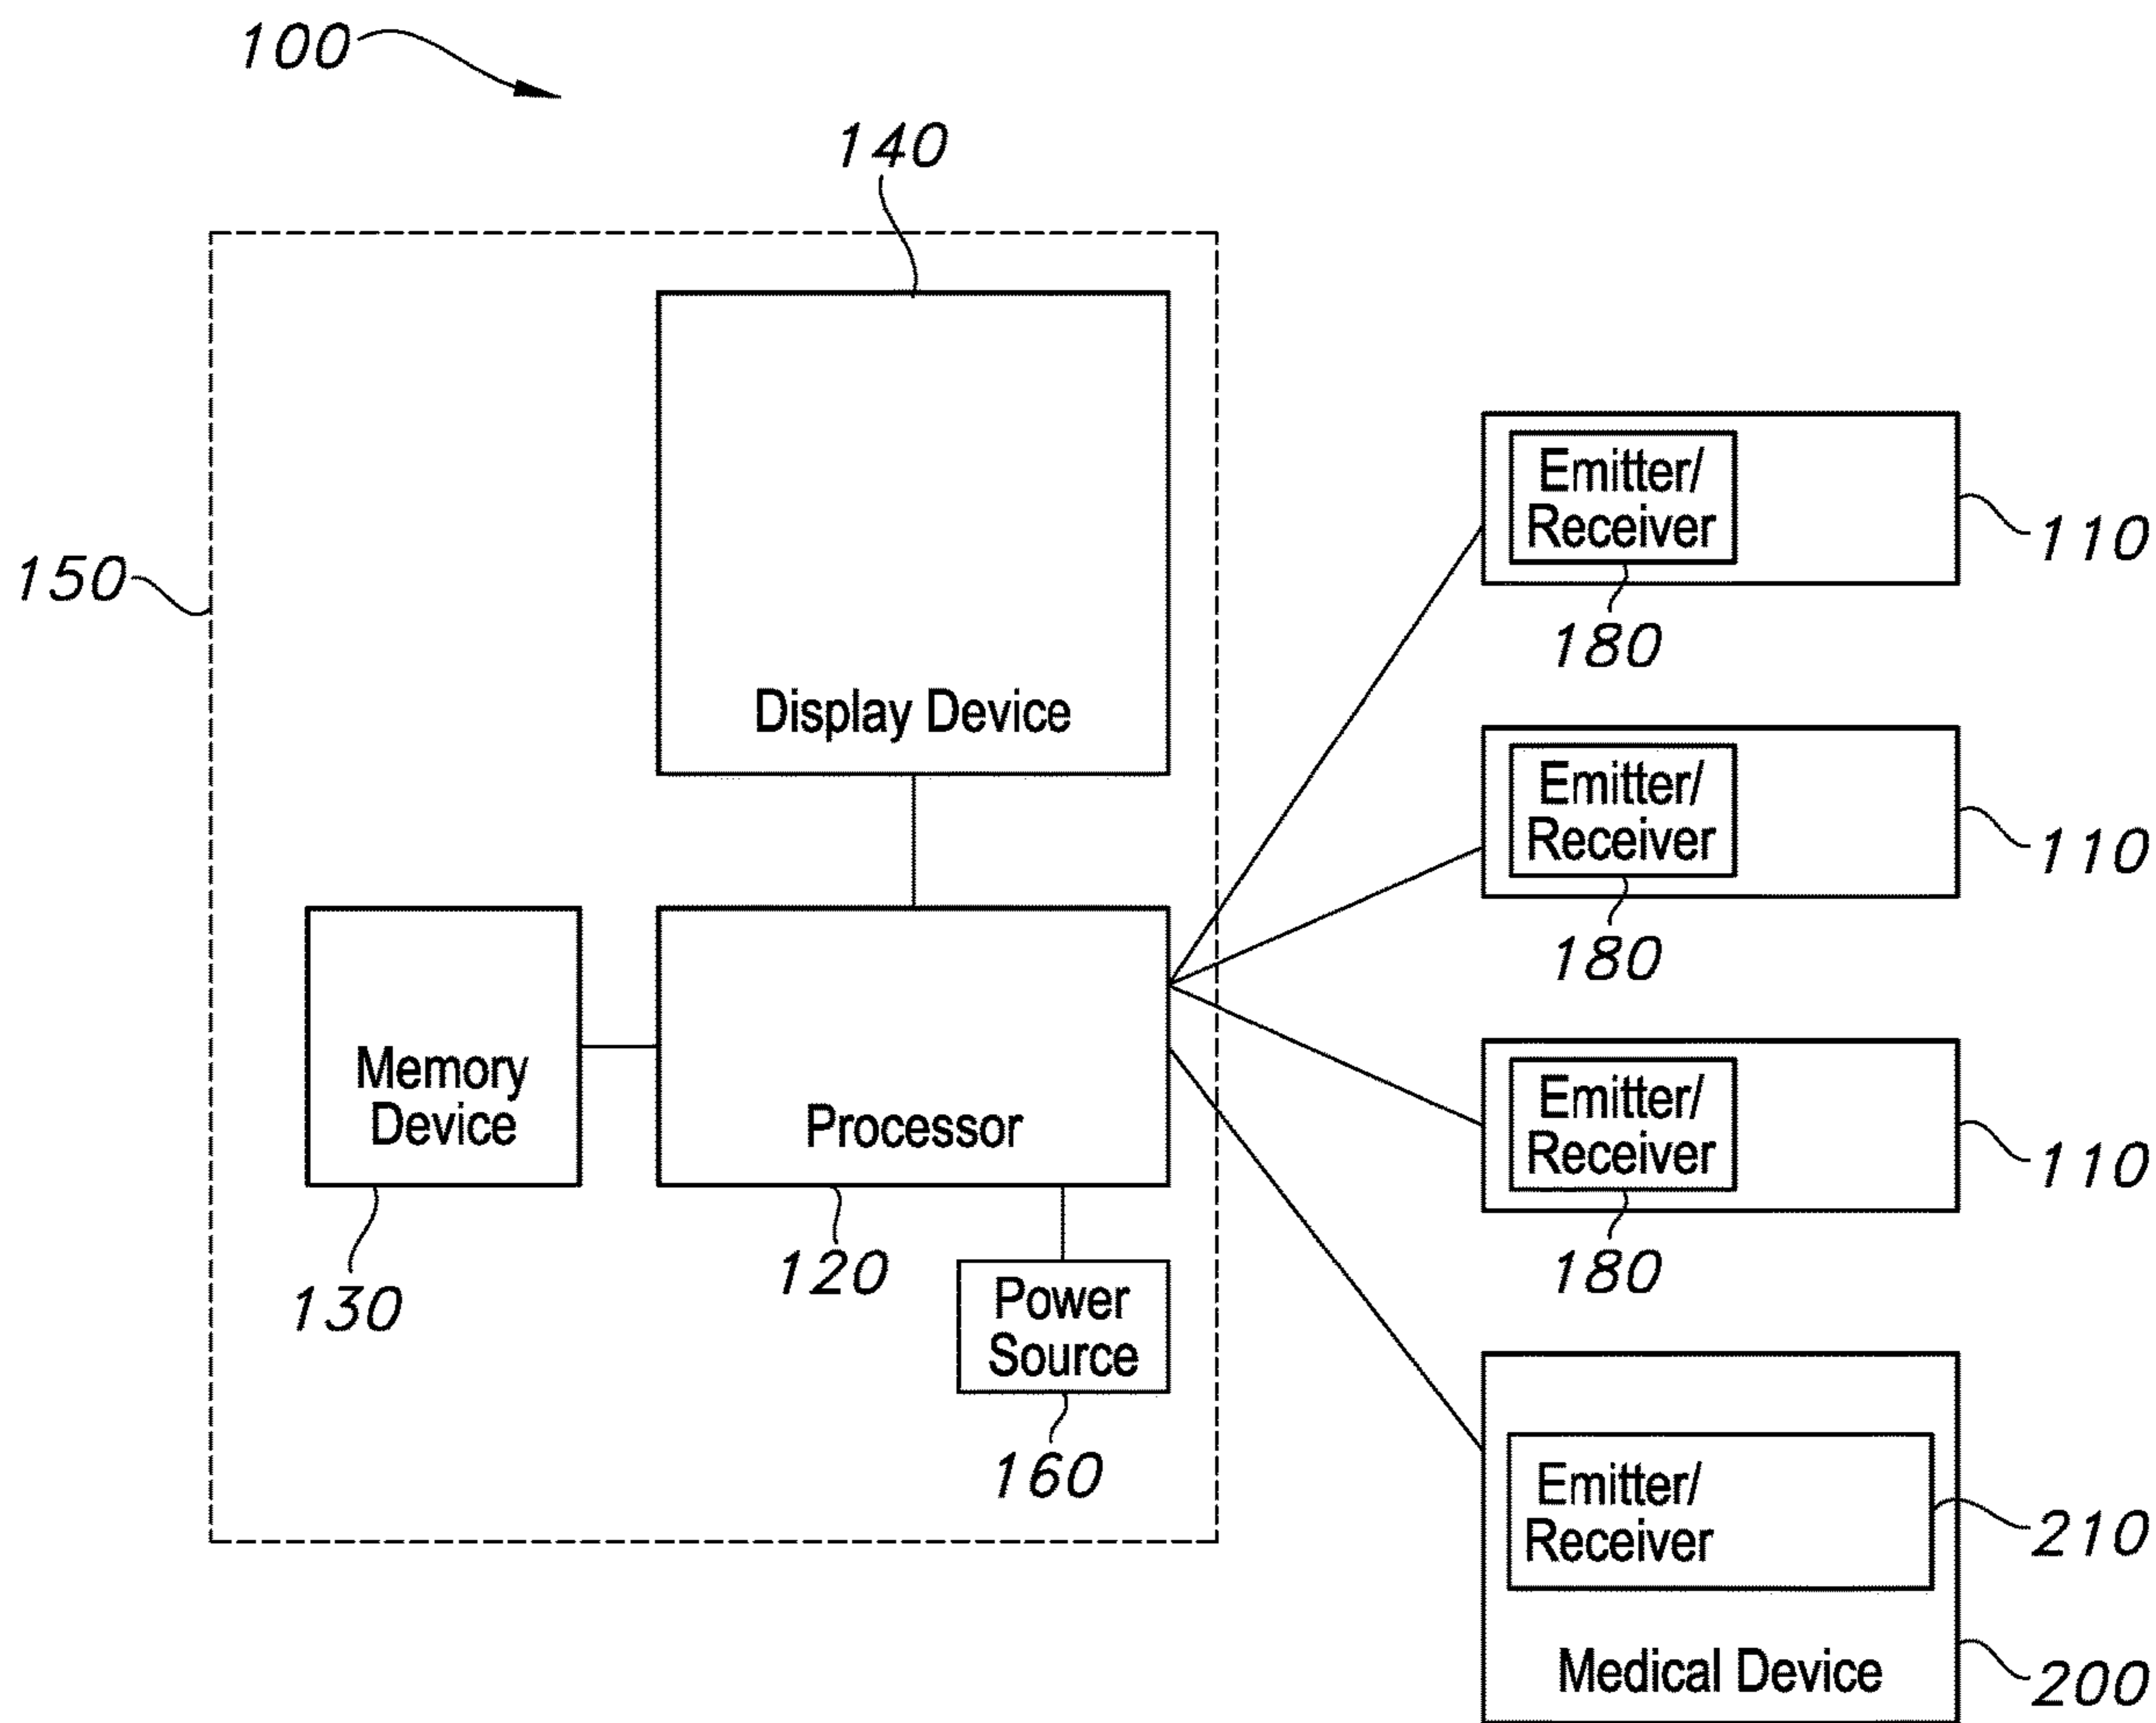 100
140
150
Display Device
Memory
Device
130
Processor
120
Power
Source
160
Emitter/
Receiver
110
180
Emitter/
Receiver
110
180
Emitter/
Receiver
110
180
Emitter/
Receiver
210
Medical Device
200